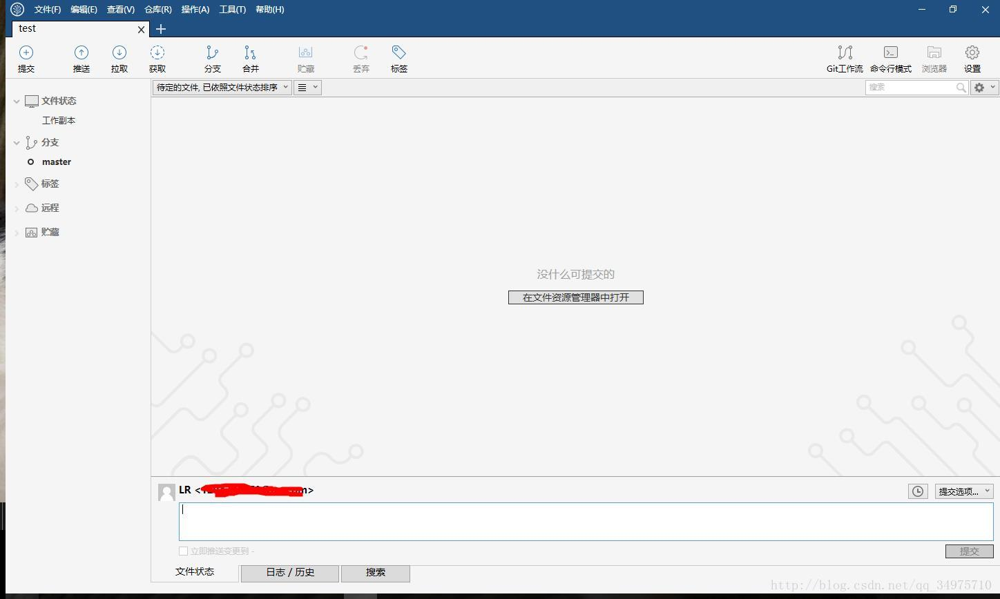 文件(F) 编辑(E) 查看(V) 仓库(R) 操作(A) 工具(T) 帮助(H)
test
提交 推送 拉取 获取 分支 合并 贮藏 丢弃 标签 Git工作流 命令行模式 浏览器 设置
待定的文件, 已依照文件状态排序 搜索
文件状态
工作副本
分支
master
标签
远程
贮藏
没什么可提交的
在文件资源管理器中打开
LR <
提交选项...
立即推送变更到 -
提交
文件状态 日志 / 历史 搜索
http://blog.csdn.net/qq_34975710